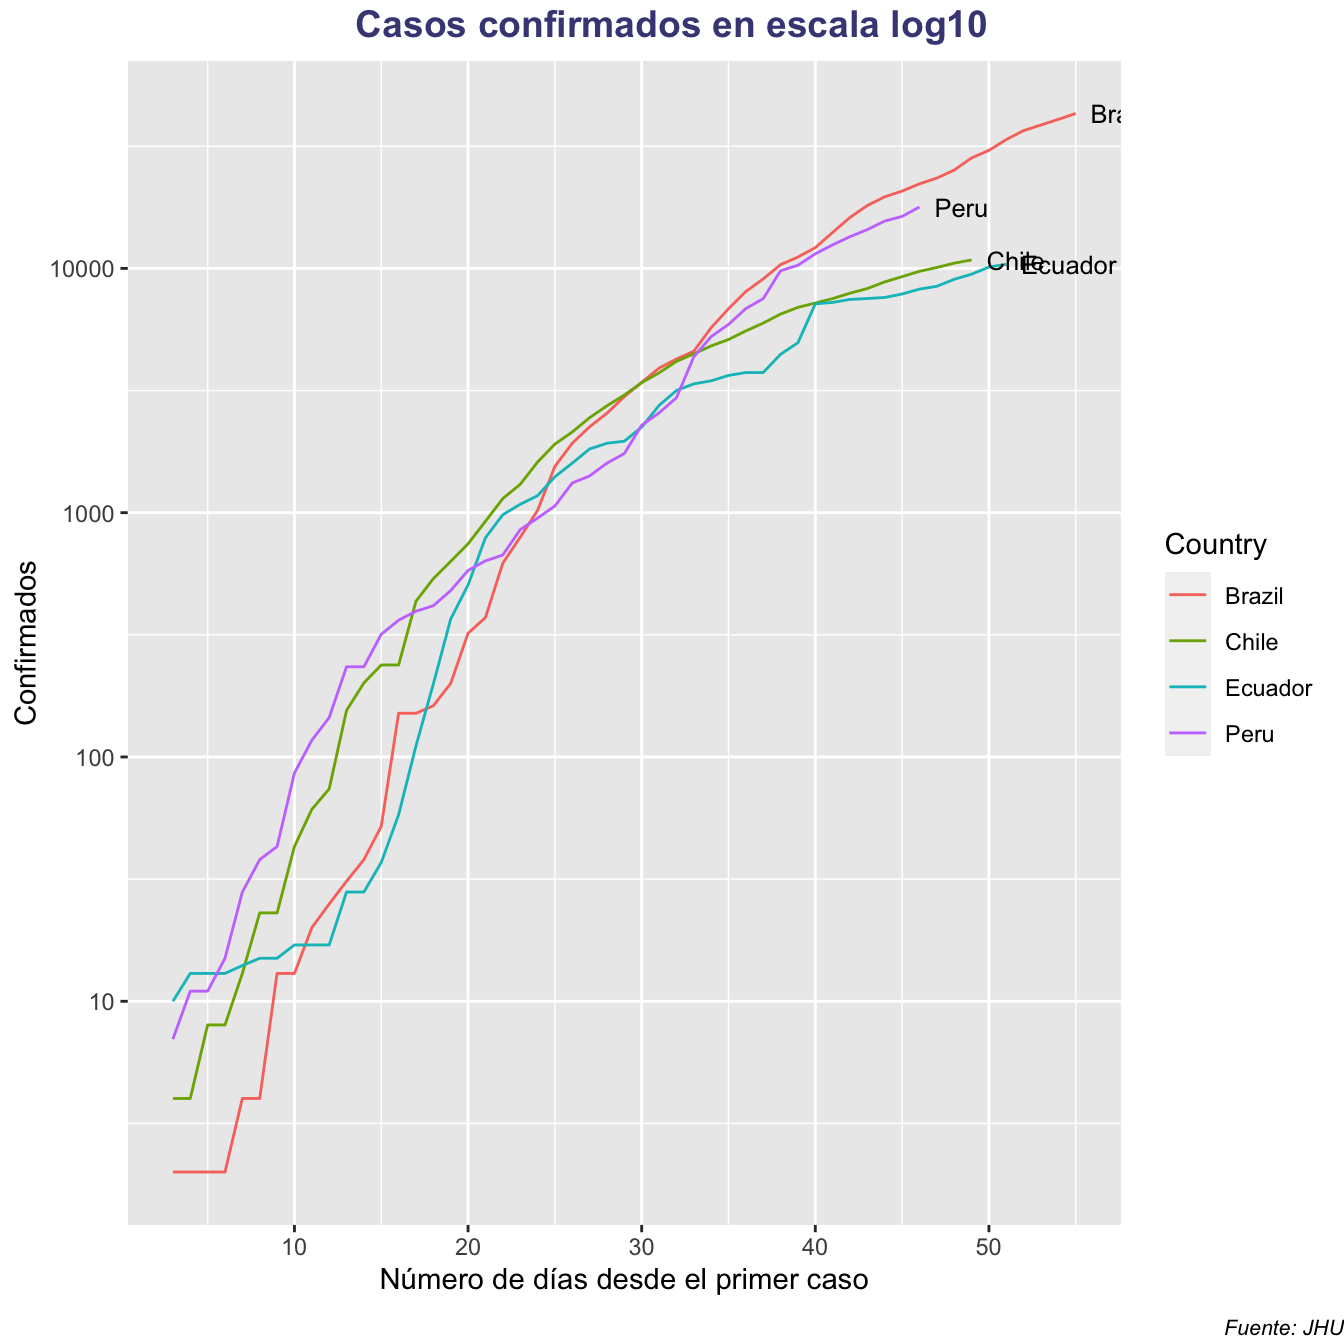 Casos confirmados en escala log10
Bra
Peru
Chile
Ecuador
10000
1000
100
10
Confirmados
10 20 30 40 50
Número de días desde el primer caso
Country
Brazil
Chile
Ecuador
Peru
Fuente: JHU